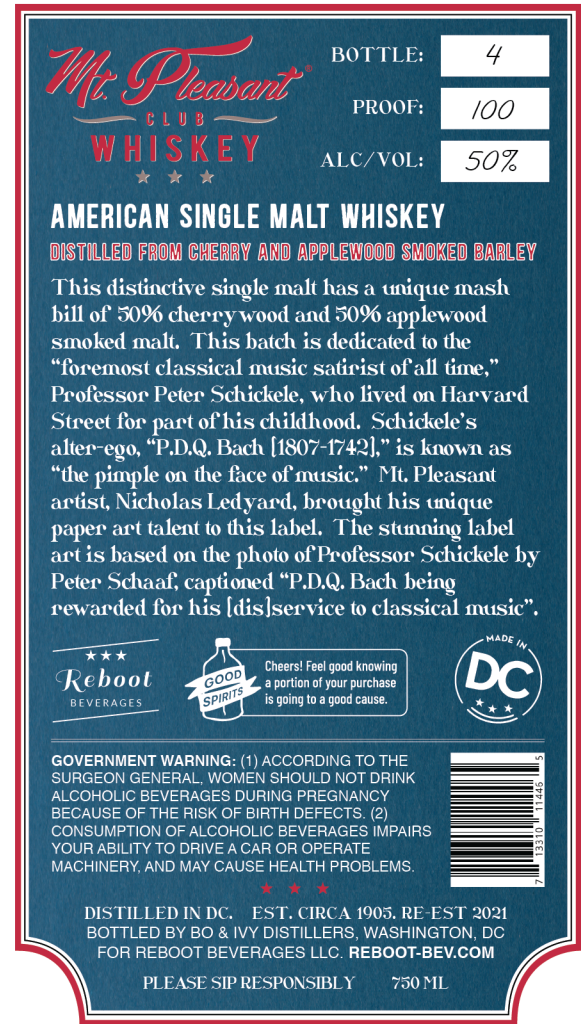 Mt. Pleasant®
CLUB
WHISKEY
BOTTLE: 4
PROOF: 100
ALC/VOL: 50%
AMERICAN SINGLE MALT WHISKEY
DISTILLED FROM CHERRY AND APPLEWOOD SMOKED BARLEY
This distinctive single malt has a unique mash
bill of 50% cherrywood and 50% applewood
smoked malt. This batch is dedicated to the
“foremost classical music satirist of all time,”
Professor Peter Schickele, who lived on Harvard
Street for part of his childhood. Schickele’s
alter-ego, “P.D.Q. Bach [1807-1742],” is known as
“the pimple on the face of music.” Mt. Pleasant
artist, Nicholas Ledyard, brought his unique
paper art talent to this label. The stunning label
art is based on the photo of Professor Schickele by
Peter Schaaf, captioned “P.D.Q. Bach being
rewarded for his [dis]service to classical music”.
Reboot
BEVERAGES
GOOD
SPIRITS
Cheers! Feel good knowing
a portion of your purchase
is going to a good cause.
MADE IN
DC
GOVERNMENT WARNING: (1) ACCORDING TO THE
SURGEON GENERAL, WOMEN SHOULD NOT DRINK
ALCOHOLIC BEVERAGES DURING PREGNANCY
BECAUSE OF THE RISK OF BIRTH DEFECTS. (2)
CONSUMPTION OF ALCOHOLIC BEVERAGES IMPAIRS
YOUR ABILITY TO DRIVE A CAR OR OPERATE
MACHINERY, AND MAY CAUSE HEALTH PROBLEMS.
7 13310 11446 5
DISTILLED IN DC. EST. CIRCA 1905. RE-EST 2021
BOTTLED BY BO & IVY DISTILLERS, WASHINGTON, DC
FOR REBOOT BEVERAGES LLC. REBOOT-BEV.COM
PLEASE SIP RESPONSIBLY 750 ML